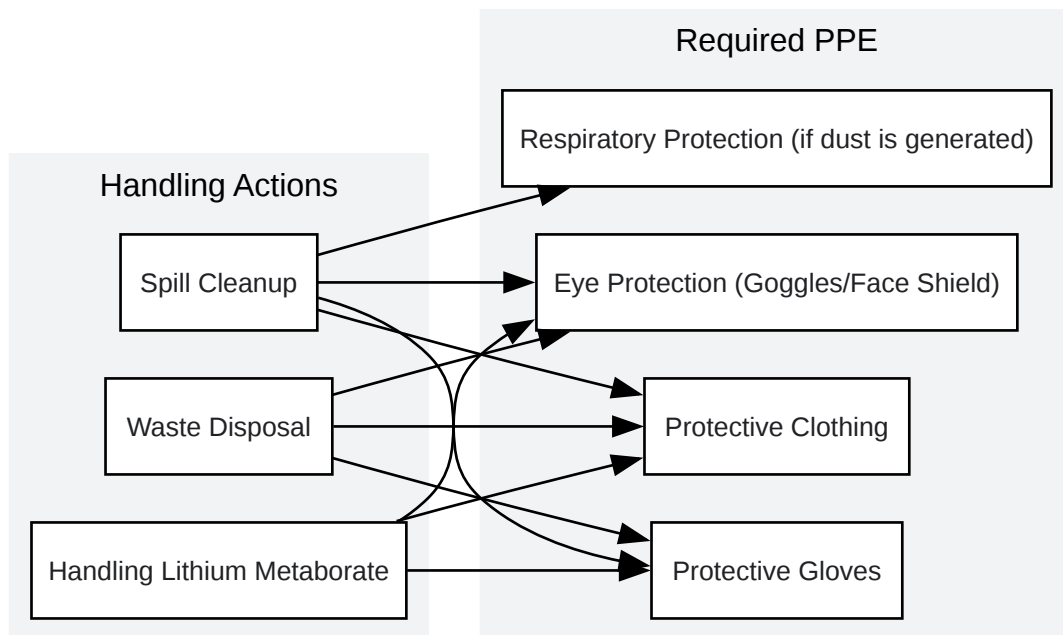 Required PPE
Respiratory Protection (if dust is generated)
Handling Actions
Spill Cleanup
Eye Protection (Goggles/Face Shield)
Waste Disposal
Protective Clothing
Handling Lithium Metaborate
Protective Gloves